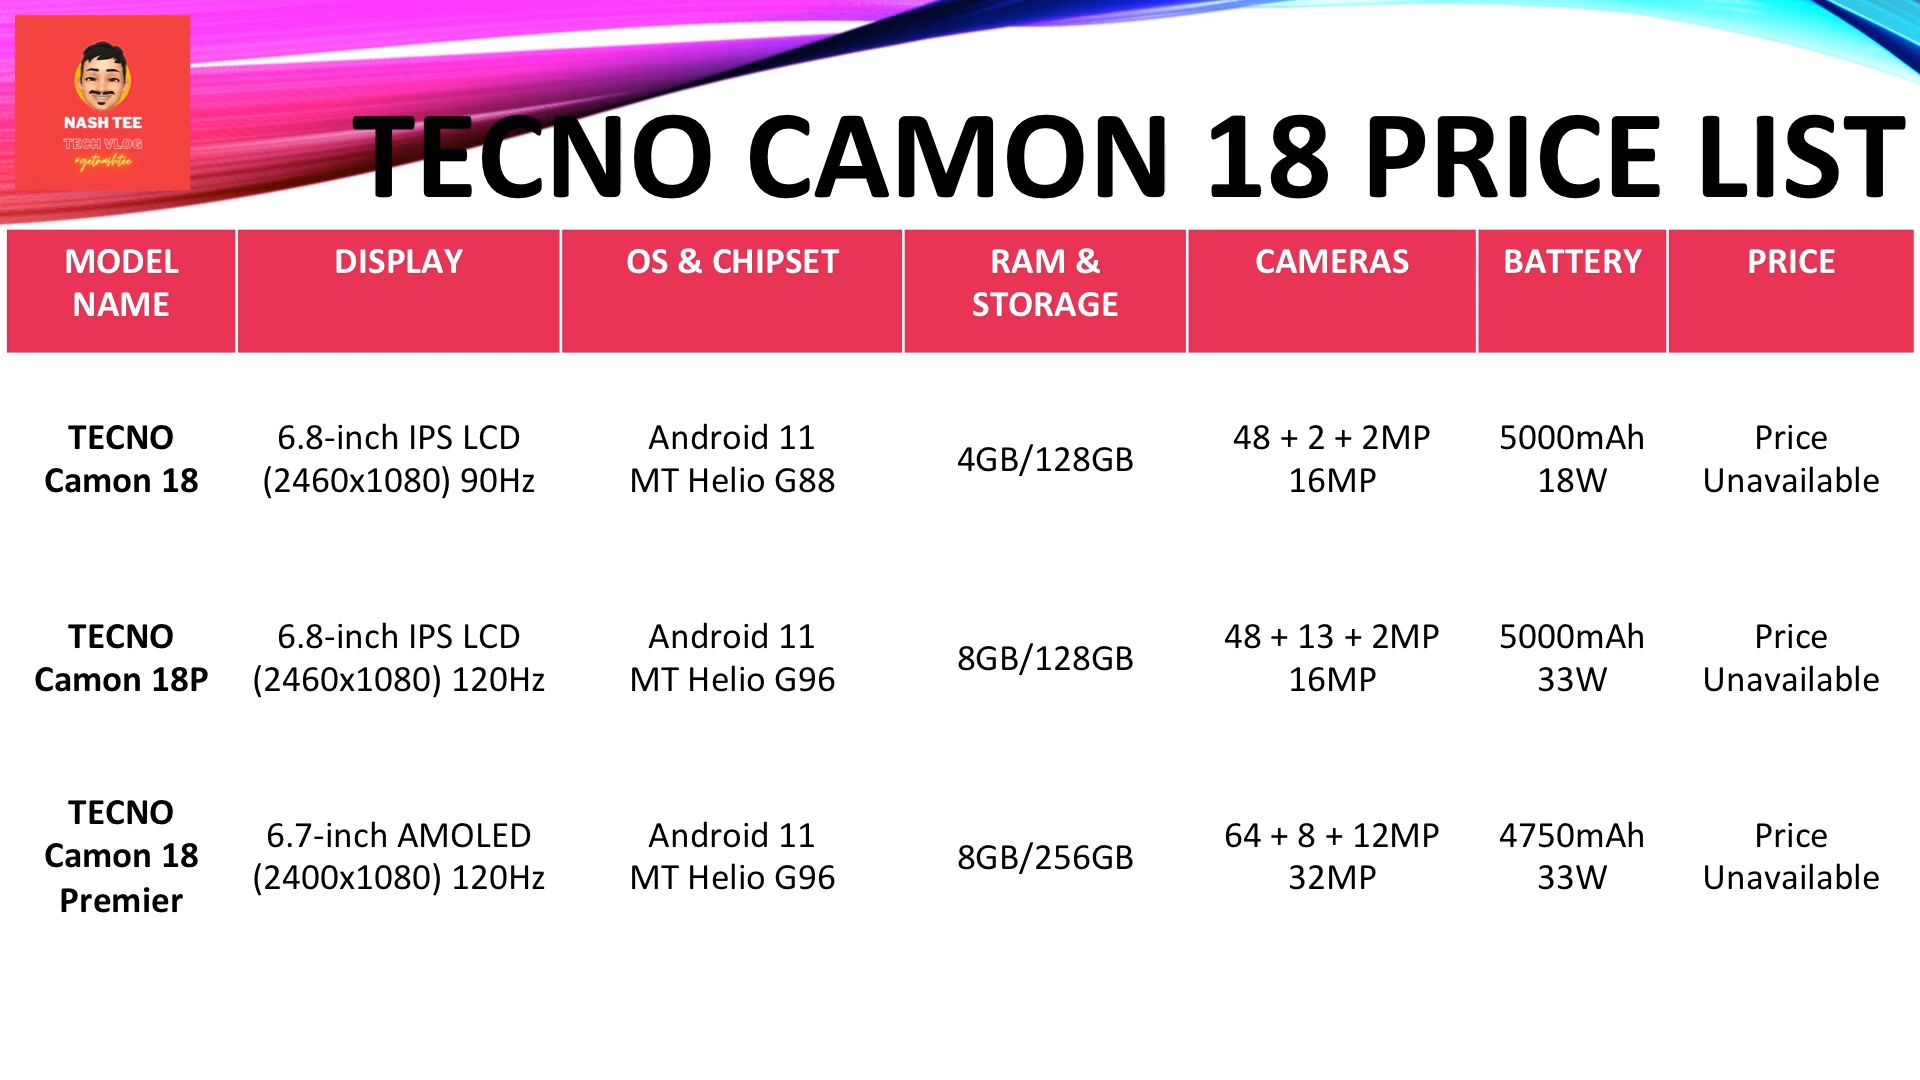 NASH TEE
TECH VLOG
#getnashtee
TECNO CAMON 18 PRICE LIST
MODEL NAME
DISPLAY
OS & CHIPSET
RAM & STORAGE
CAMERAS
BATTERY
PRICE
TECNO
Camon 18
6.8-inch IPS LCD
(2460x1080) 90Hz
Android 11
MT Helio G88
4GB/128GB
48 + 2 + 2MP
16MP
5000mAh
18W
Price
Unavailable
TECNO
Camon 18P
6.8-inch IPS LCD
(2460x1080) 120Hz
Android 11
MT Helio G96
8GB/128GB
48 + 13 + 2MP
16MP
5000mAh
33W
Price
Unavailable
TECNO
Camon 18
Premier
6.7-inch AMOLED
(2400x1080) 120Hz
Android 11
MT Helio G96
8GB/256GB
64 + 8 + 12MP
32MP
4750mAh
33W
Price
Unavailable